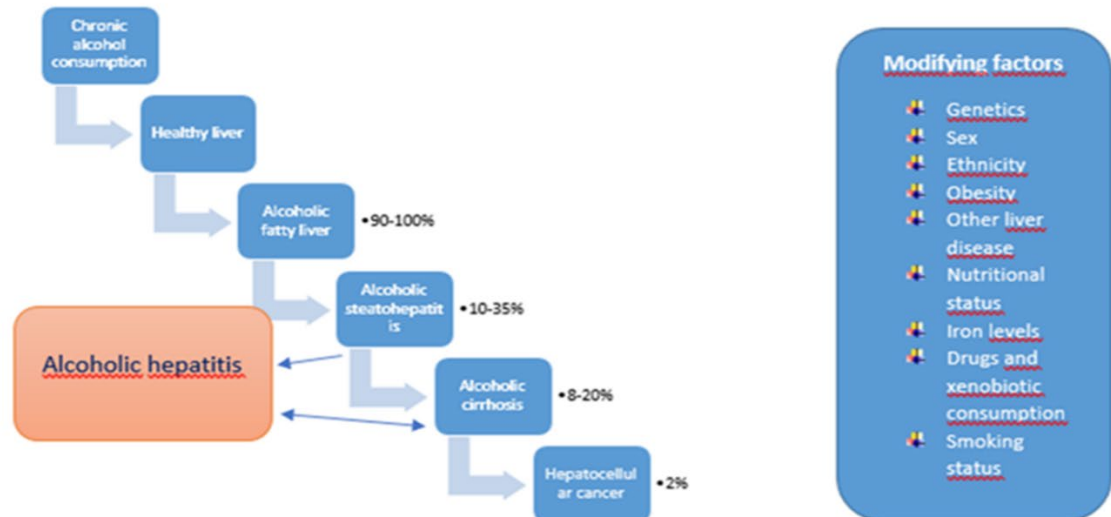 Chronic
alcohol
consumption
Healthy liver
Alcoholic
fatty liver
•90-100%
Alcoholic
steatohepatit
is
•10-35%
Alcoholic hepatitis
Alcoholic
cirrhosis
•8-20%
Hepatocellul
ar cancer
•2%
Modifying factors
Genetics
Sex
Ethnicity
Obesity
Other liver
disease
Nutritional
status
Iron levels
Drugs and
xenobiotic
consumption
Smoking
status